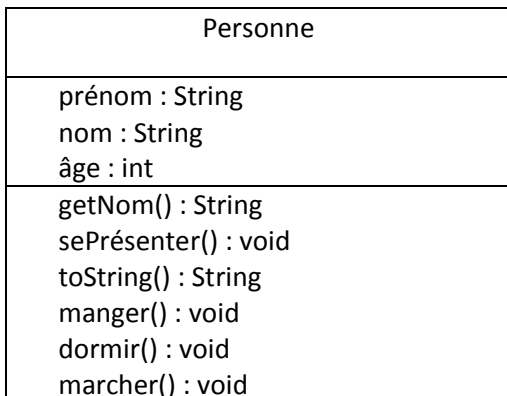 Personne
prénom : String
nom : String
âge : int
getNom() : String
sePrésenter() : void
toString() : String
manger() : void
dormir() : void
marcher() : void